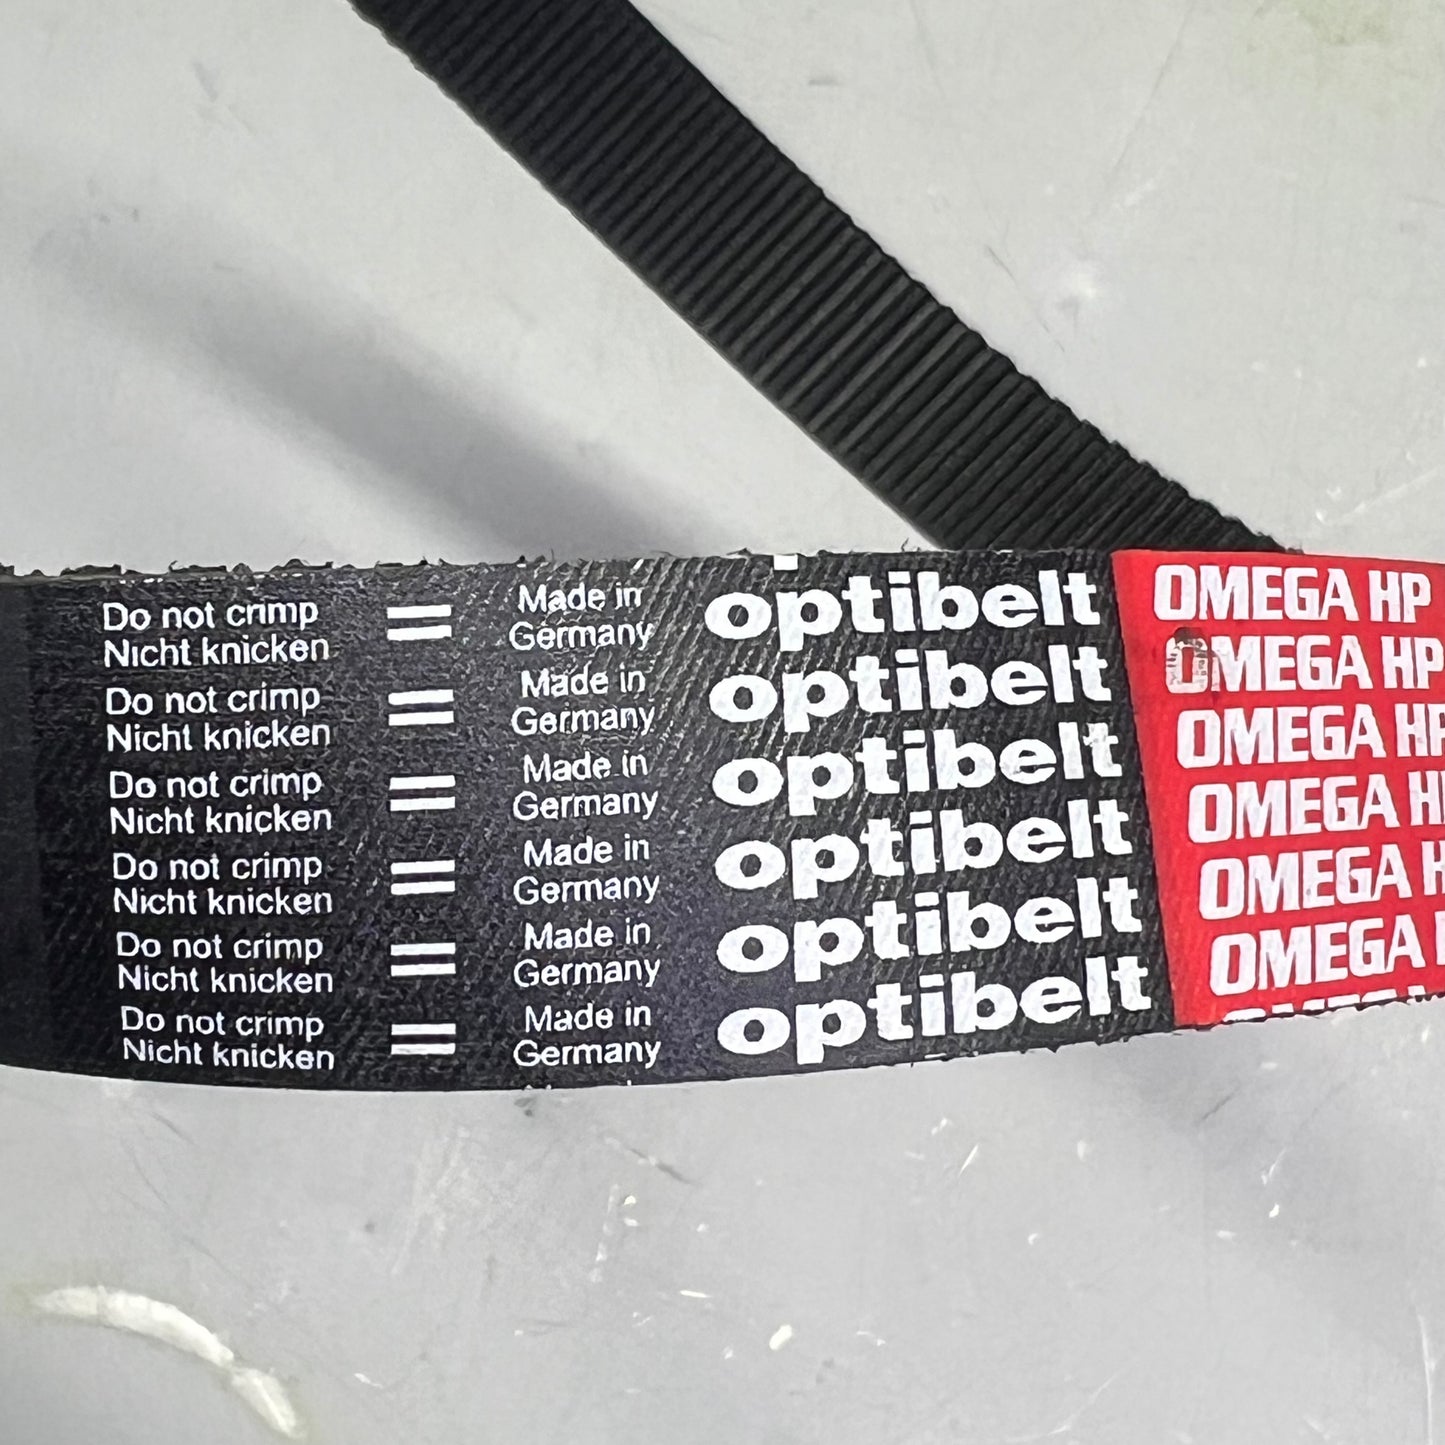 Do not crimp
Nicht knicken
Made in
Germany
optibelt
OMEGA HP
Do not crimp
Nicht knicken
Made in
Germany
optibelt
OMEGA HP
Do not crimp
Nicht knicken
Made in
Germany
optibelt
OMEGA HP
Do not crimp
Nicht knicken
Made in
Germany
optibelt
OMEGA
Do not crimp
Nicht knicken
Made in
Germany
optibelt
OMEGA
Do not crimp
Nicht knicken
Made in
Germany
optibelt
OMEGA